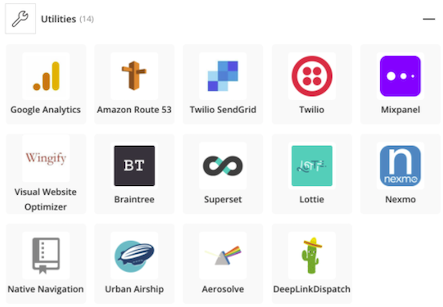 Utilities (14)
Google Analytics
Amazon Route 53
Twilio SendGrid
Twilio
Mixpanel
Wingify
Visual Website
Optimizer
BT
Braintree
Superset
Lottie
n
nexmo
Nexmo
Native Navigation
Urban Airship
Aerosolve
DeepLinkDispatch